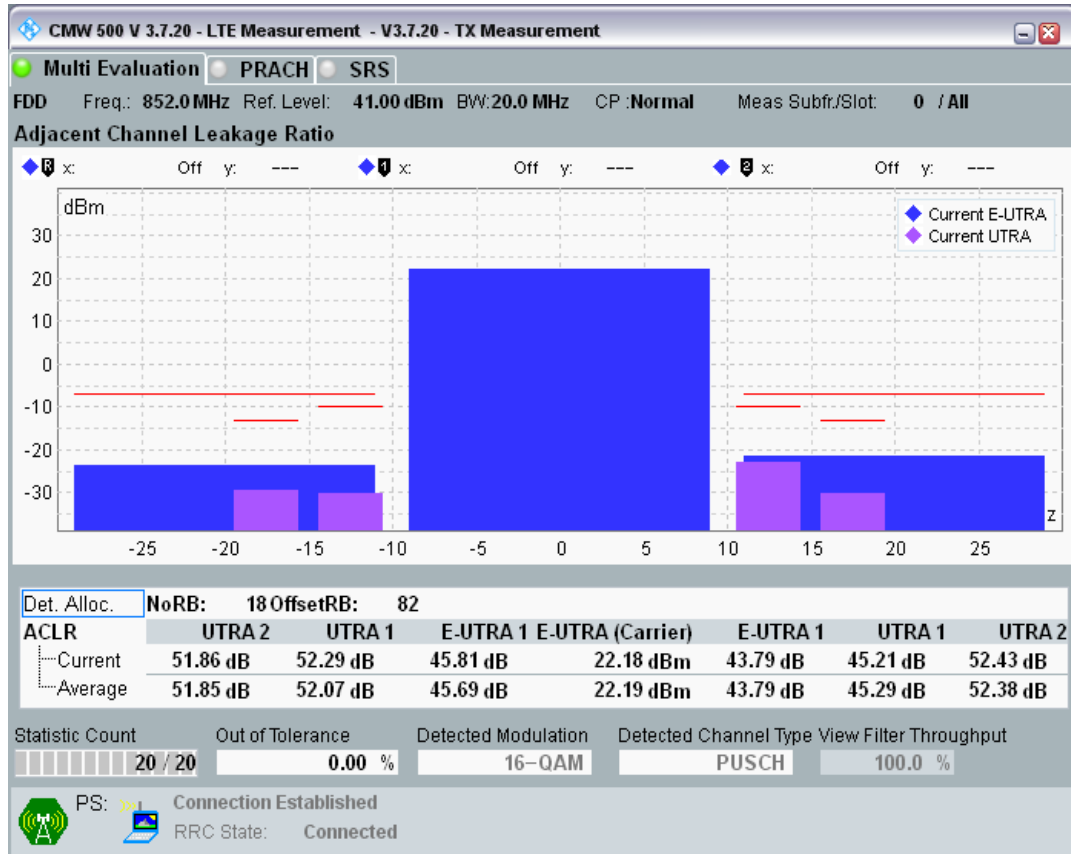 CMW 500 V 3.7.20 - LTE Measurement - V3.7.20 - TX Measurement
Multi Evaluation PRACH SRS
FDD Freq.: 852.0 MHz Ref. Level: 41.00 dBm BW: 20.0 MHz CP : Normal Meas Subfr./Slot: 0 / All
Adjacent Channel Leakage Ratio
R x: Off y: --- 1 x: Off y: --- 2 x: Off y: ---
dBm
Current E-UTRA
Current UTRA
30
20
10
0
-10
-20
-30
z
-25 -20 -15 -10 -5 0 5 10 15 20 25
Det. Alloc. NoRB: 18 OffsetRB: 82
ACLR UTRA 2 UTRA 1 E-UTRA 1 E-UTRA (Carrier) E-UTRA 1 UTRA 1 UTRA 2
Current 51.86 dB 52.29 dB 45.81 dB 22.18 dBm 43.79 dB 45.21 dB 52.43 dB
Average 51.85 dB 52.07 dB 45.69 dB 22.19 dBm 43.79 dB 45.29 dB 52.38 dB
Statistic Count Out of Tolerance Detected Modulation Detected Channel Type View Filter Throughput
20 / 20 0.00 % 16-QAM PUSCH 100.0 %
PS: Connection Established
RRC State: Connected